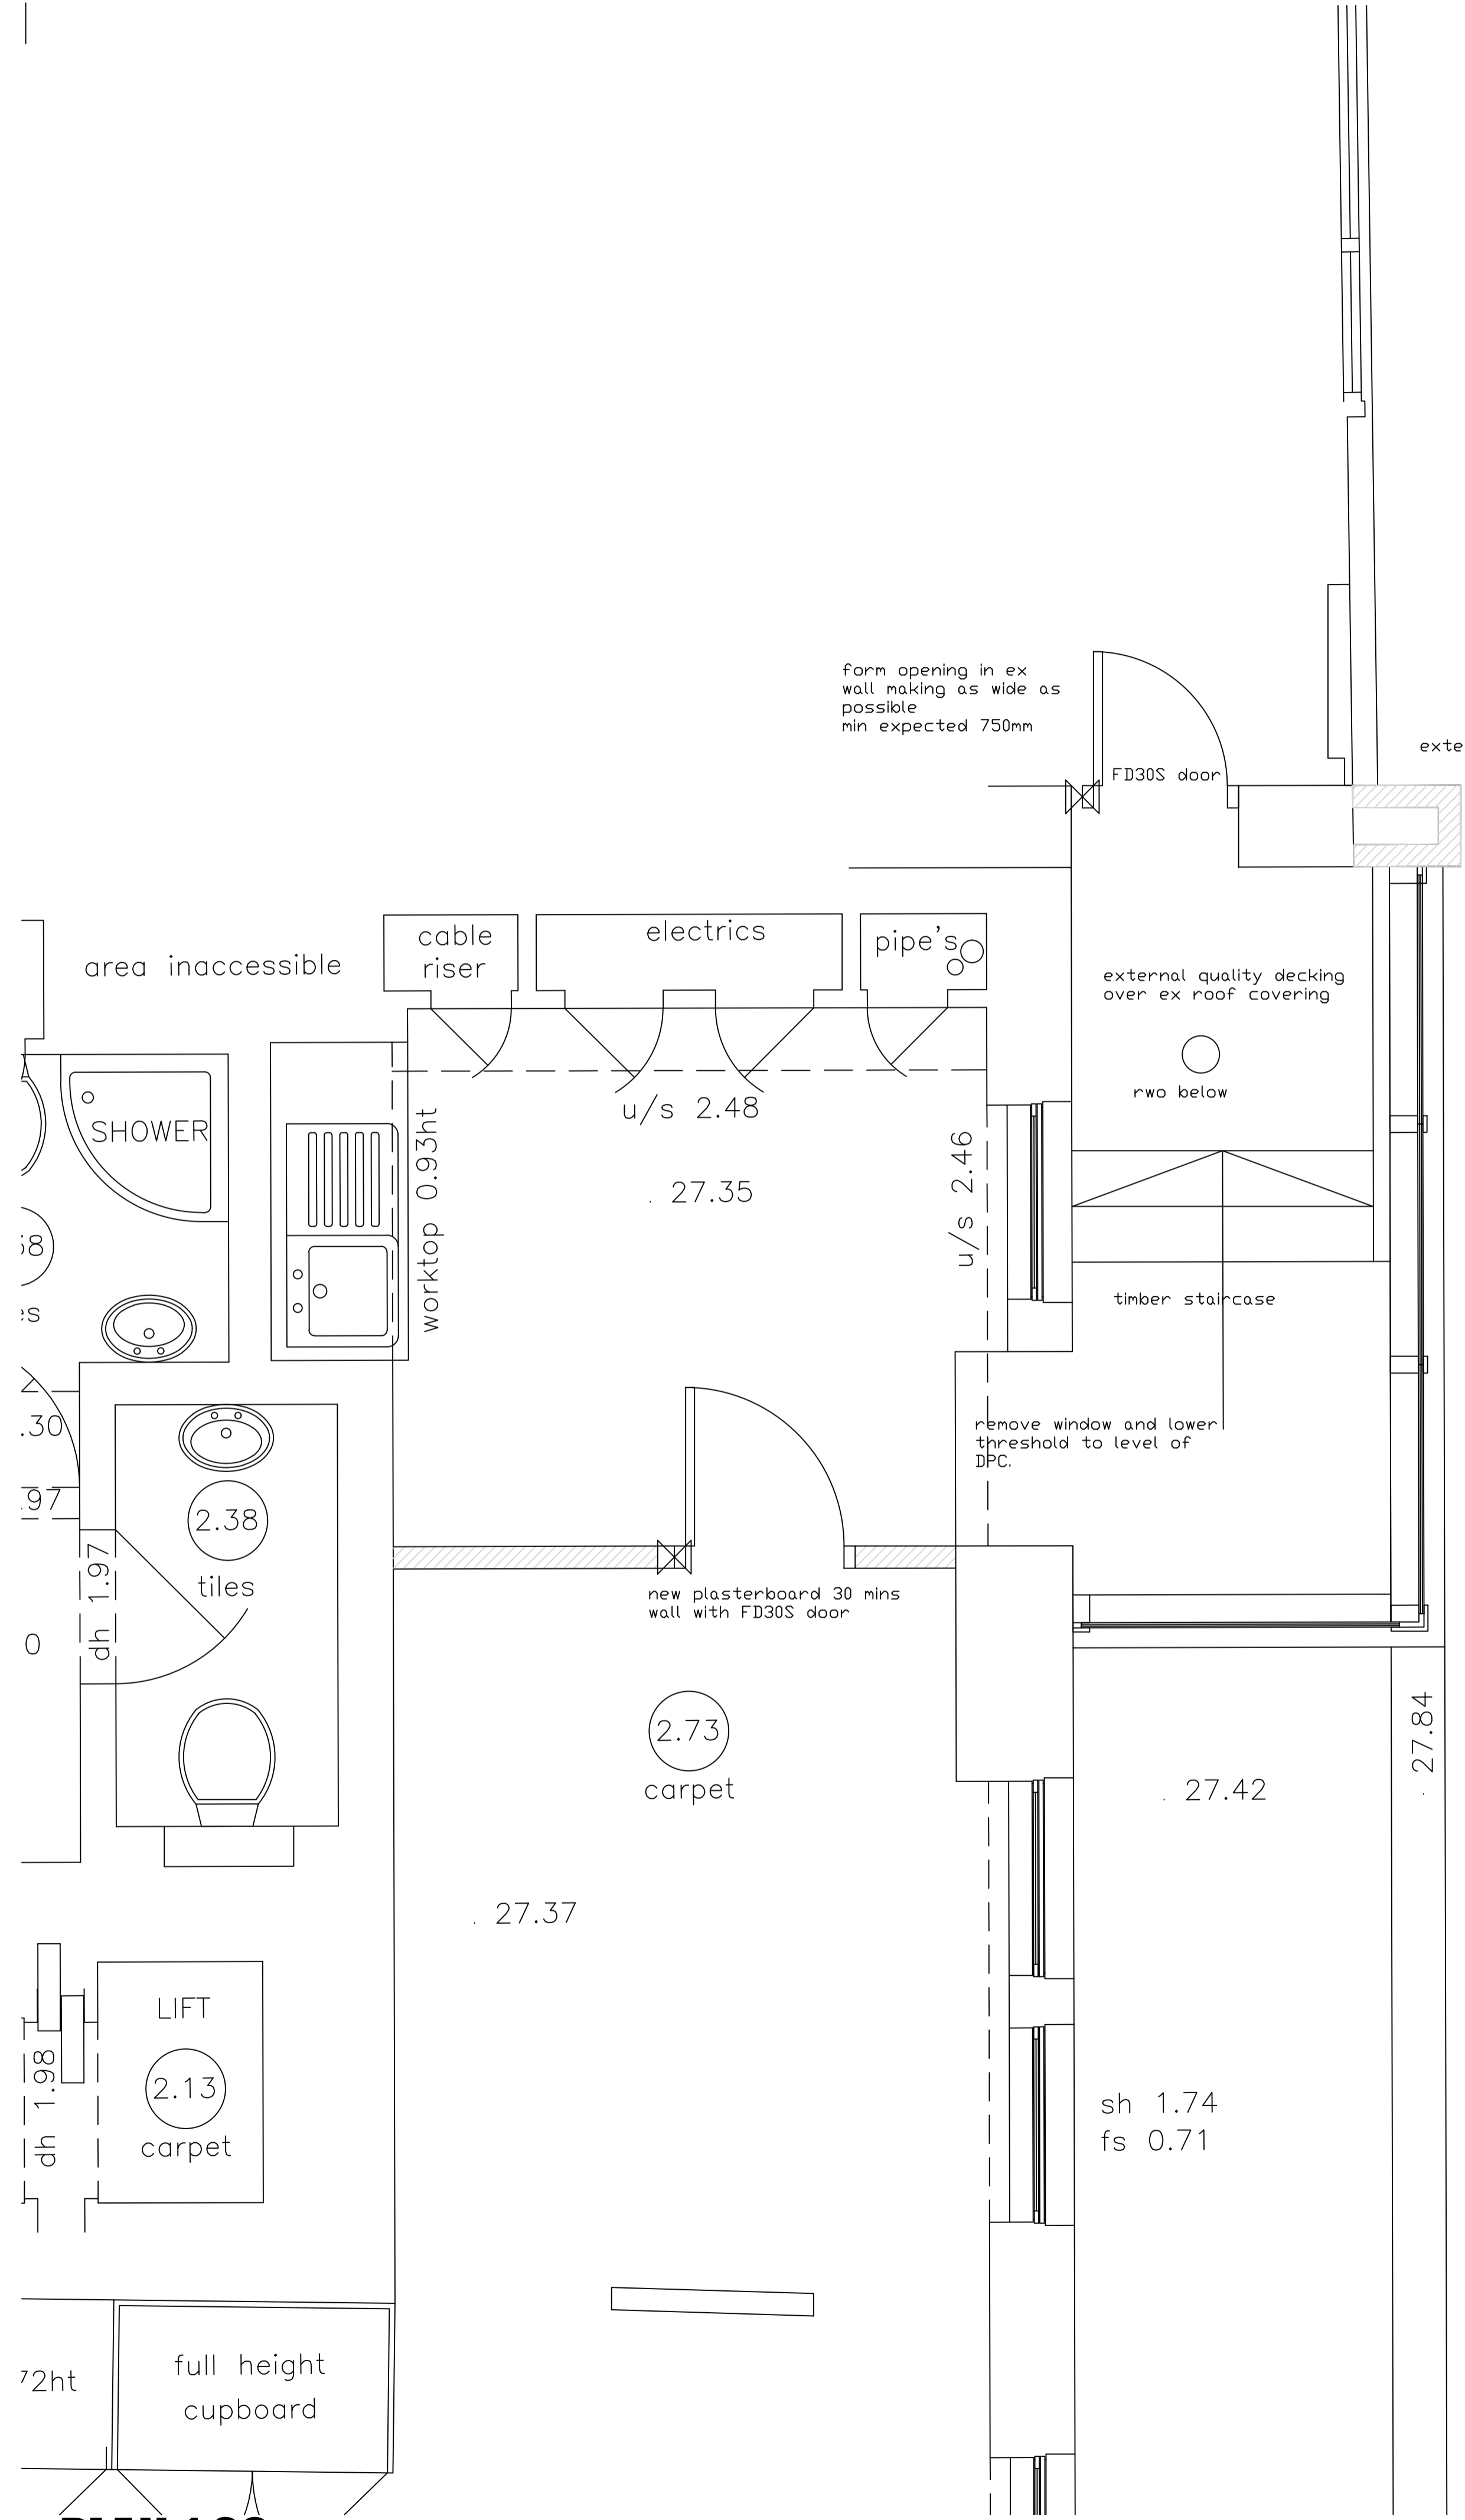 form opening in ex
wall making as wide as
possible
min expected 750mm
exte
FD30S door
cable
riser
electrics
pipe's
area inaccessible
external quality decking
over ex roof covering
rwo below
SHOWER
u/s 2.48
worktop 0.93ht
u/s 2.46
27.35
timber staircase
remove window and lower
threshold to level of
DPC.
.30
.97
2.38
tiles
dh 1.97
new plasterboard 30 mins
wall with FD30S door
0
2.73
carpet
27.84
27.42
27.37
LIFT
2.13
carpet
dh 1.98
sh 1.74
fs 0.71
full height
cupboard
72ht